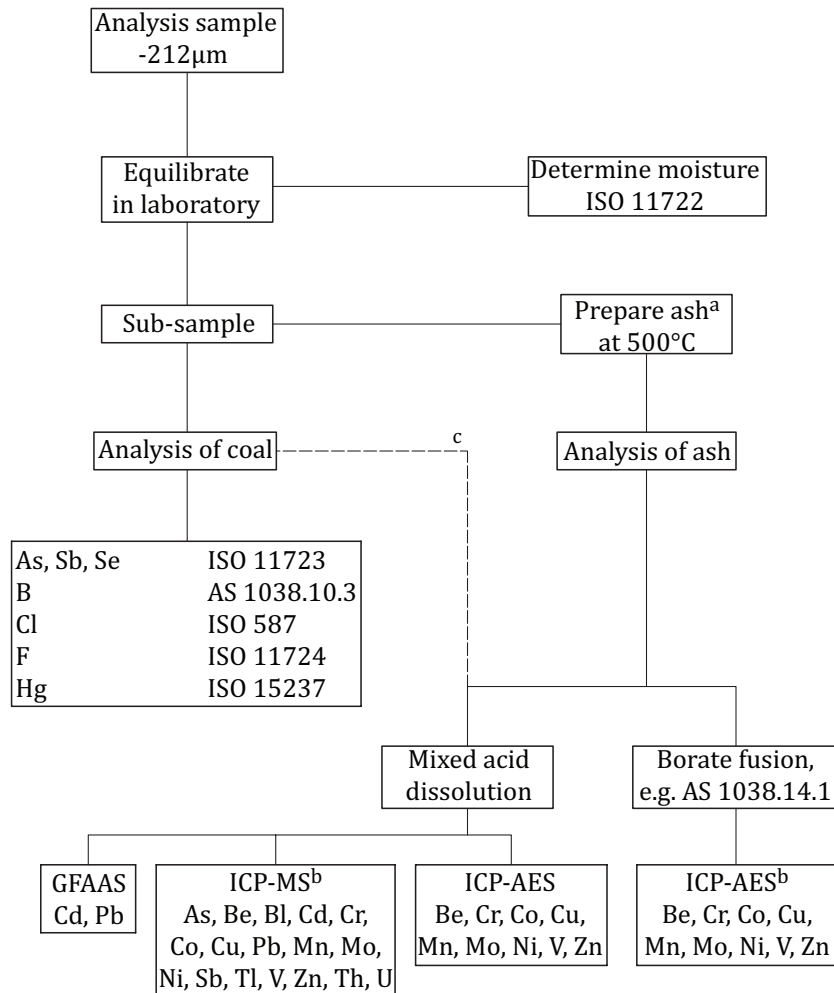 Analysis sample
-212µm
Equilibrate
in laboratory
Determine moisture
ISO 11722
Sub-sample
Prepare ashᵃ
at 500°C
Analysis of coal
c
Analysis of ash
As, Sb, Se ISO 11723
B AS 1038.10.3
Cl ISO 587
F ISO 11724
Hg ISO 15237
Mixed acid
dissolution
Borate fusion,
e.g. AS 1038.14.1
GFAAS
Cd, Pb
ICP-MSᵇ
As, Be, Bl, Cd, Cr,
Co, Cu, Pb, Mn, Mo,
Ni, Sb, Tl, V, Zn, Th, U
ICP-AES
Be, Cr, Co, Cu,
Mn, Mo, Ni, V, Zn
ICP-AESᵇ
Be, Cr, Co, Cu,
Mn, Mo, Ni, V, Zn